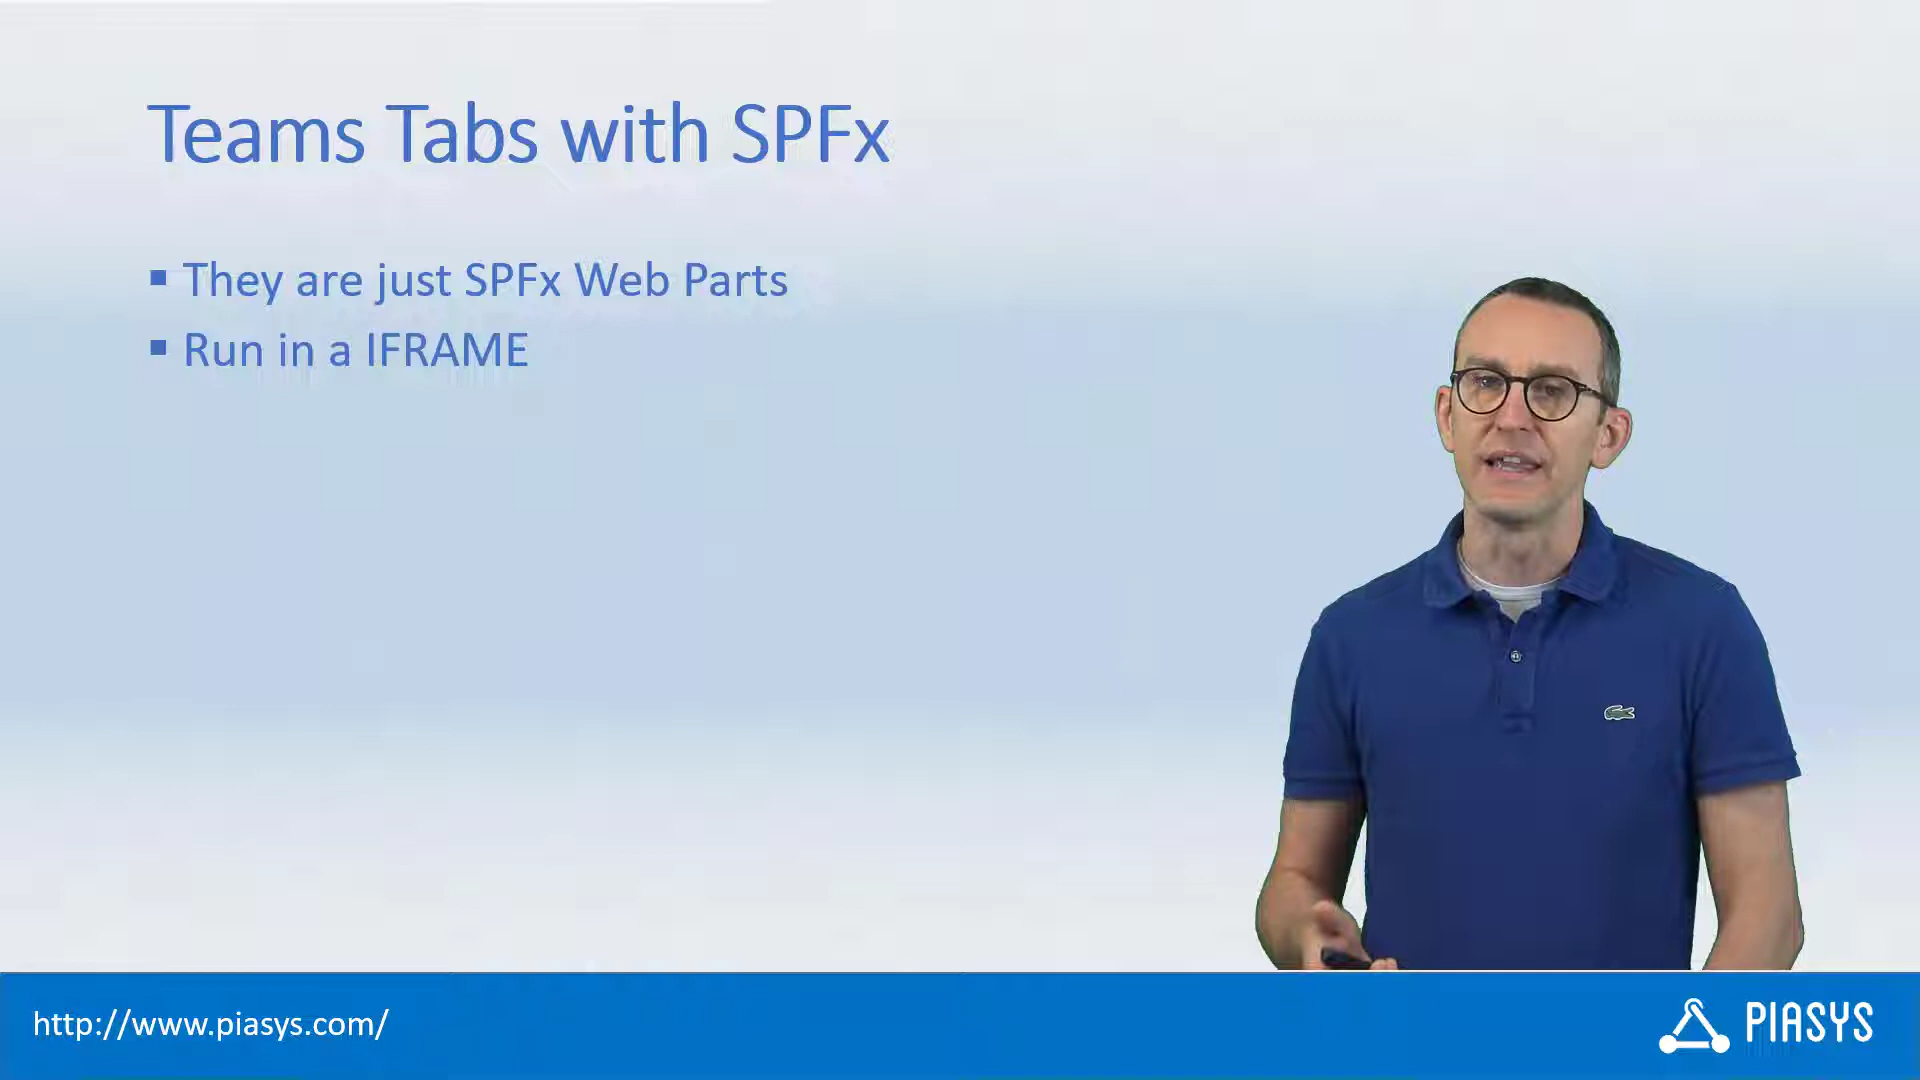 Teams Tabs with SPFx
▪ They are just SPFx Web Parts
▪ Run in a IFRAME
http://www.piasys.com/
PIASYS